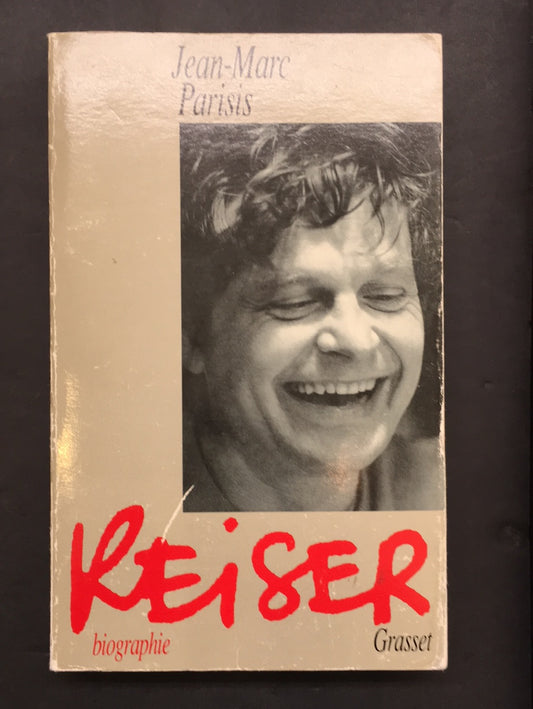 Jean-Marc
Parisis
REiSER
biographie
Grasset